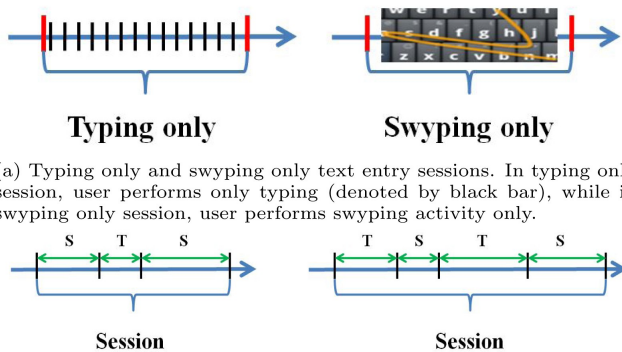 w e r t y u
s d f g h j
z x c v b n m
Typing only Swyping only
(a) Typing only and swyping only text entry sessions. In typing only
session, user performs only typing (denoted by black bar), while i
swyping only session, user performs swyping activity only.
S T S T S T S
Session Session